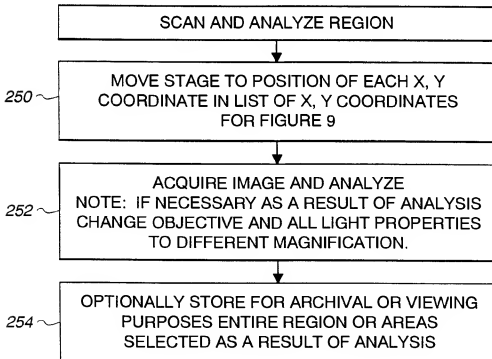 SCAN AND ANALYZE REGION
250
MOVE STAGE TO POSITION OF EACH X, Y
COORDINATE IN LIST OF X, Y COORDINATES
FOR FIGURE 9
252
ACQUIRE IMAGE AND ANALYZE
NOTE: IF NECESSARY AS A RESULT OF ANALYSIS
CHANGE OBJECTIVE AND ALL LIGHT PROPERTIES
TO DIFFERENT MAGNIFICATION.
254
OPTIONALLY STORE FOR ARCHIVAL OR VIEWING
PURPOSES ENTIRE REGION OR AREAS
SELECTED AS A RESULT OF ANALYSIS